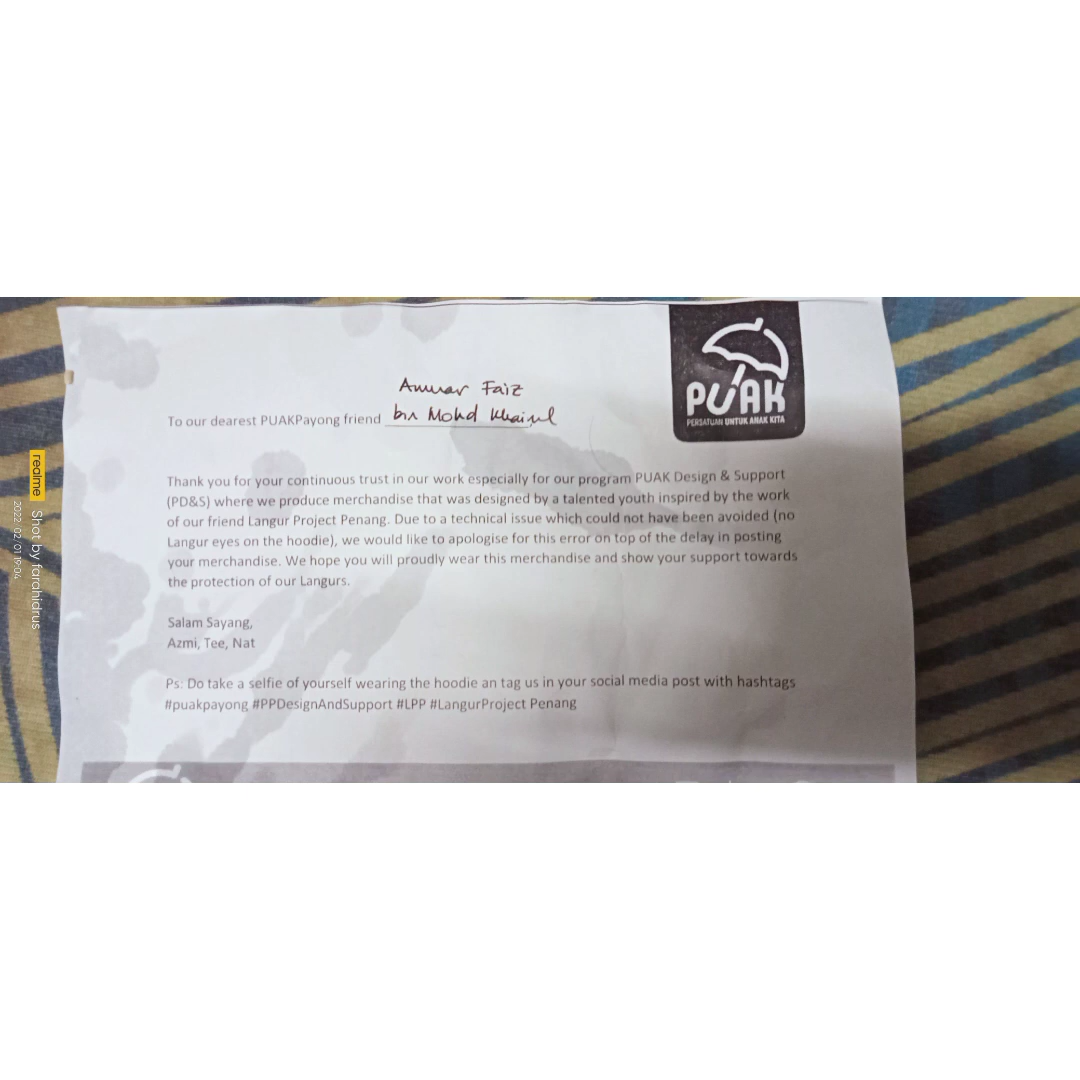 PUAK
PERSATUAN UNTUK ANAK KITA
Anuar Faiz
To our dearest PUAKPayong friend bin Mohd
Thank you for your continuous trust in our work especially for our program PUAK Design & Support
(PD&S) where we produce merchandise that was designed by a talented youth inspired by the work
of our friend Langur Project Penang. Due to a technical issue which could not have been avoided (no
Langur eyes on the hoodie), we would like to apologise for this error on top of the delay in posting
your merchandise. We hope you will proudly wear this merchandise and show your support towards
the protection of our Langurs.
Salam Sayang,
Azmi, Tee, Nat
Ps: Do take a selfie of yourself wearing the hoodie an tag us in your social media post with hashtags
#puakpayong #PPDesignAndSupport #LPP #LangurProject Penang
realme Shot by farahidrus
2022/02/01 19:04